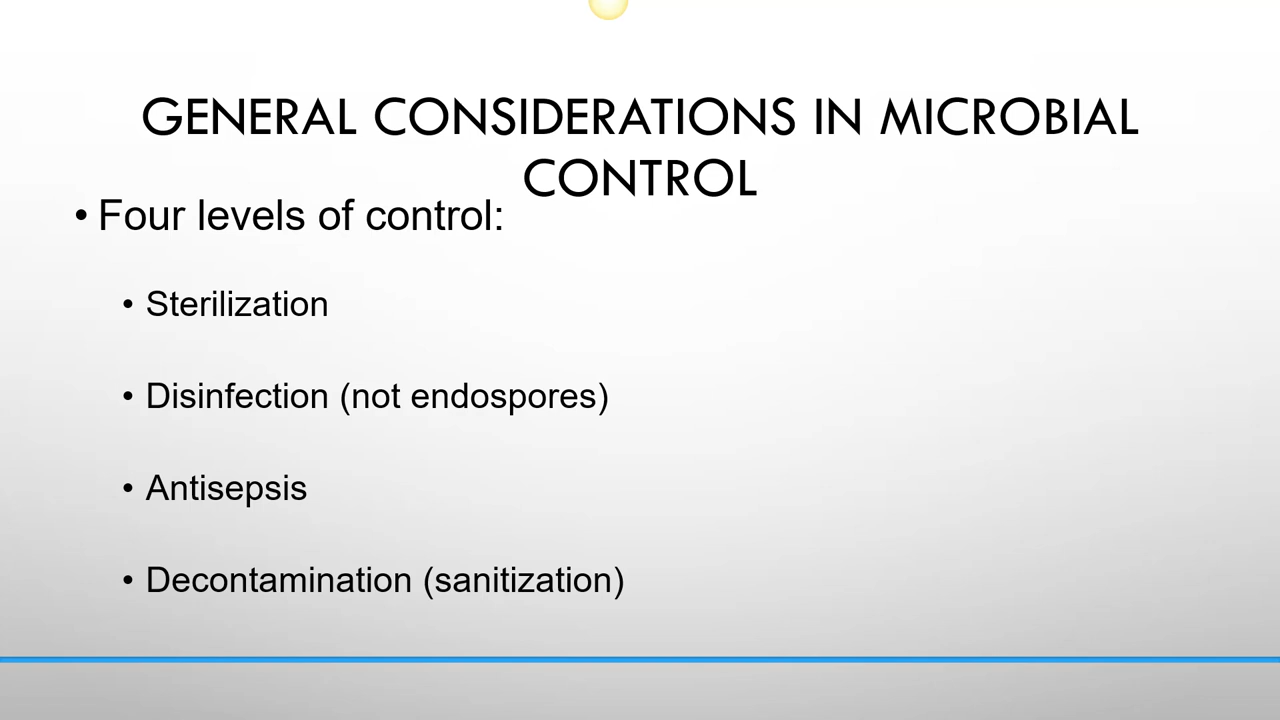 GENERAL CONSIDERATIONS IN MICROBIAL
CONTROL
• Four levels of control:
• Sterilization
• Disinfection (not endospores)
• Antisepsis
• Decontamination (sanitization)